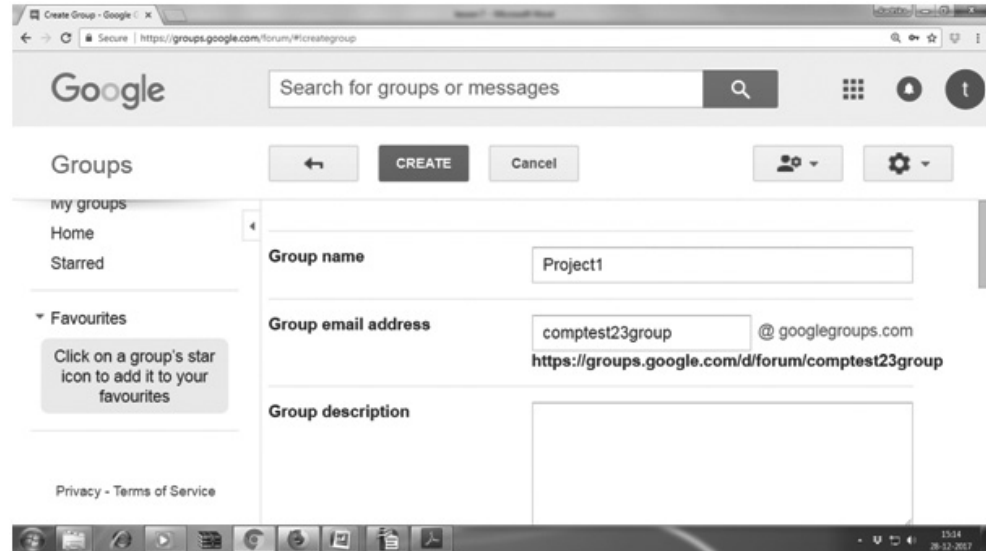 Create Group - Google G
Secure | https://groups.google.com/forum/#!creategroup
Google
Search for groups or messages
t
Groups
CREATE
Cancel
My groups
Home
Starred
Group name
Project1
Favourites
Group email address
comptest23group @ googlegroups.com
Click on a group's star
icon to add it to your
favourites
https://groups.google.com/d/forum/comptest23group
Group description
Privacy - Terms of Service
15:14
26-12-2017